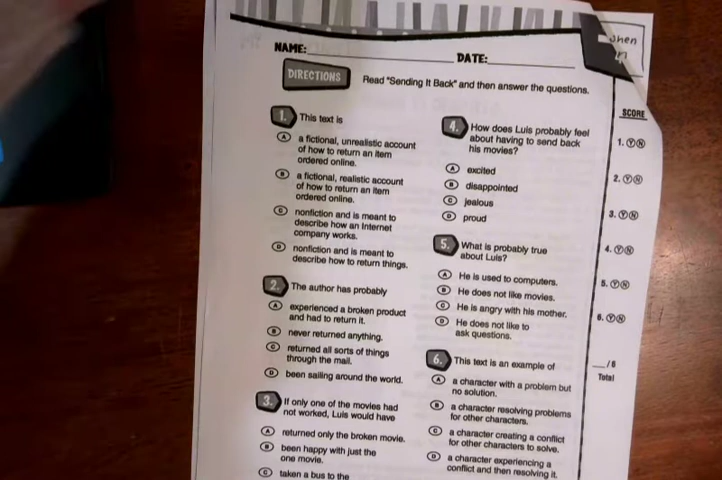 NAME:
DATE:
DIRECTIONS
Read "Sending It Back" and then answer the questions.
1. This text is
A a fictional, unrealistic account
of how to return an item
ordered online.
B a fictional, realistic account
of how to return an item
ordered online.
C nonfiction and is meant to
describe how an Internet
company works.
D nonfiction and is meant to
describe how to return things.
2. The author has probably
A experienced a broken product
and had to return it.
B never returned anything.
C returned all sorts of things
through the mail.
D been sailing around the world.
3. If only one of the movies had
not worked, Luis would have
A returned only the broken movie.
B been happy with just the
one movie.
C taken a bus to the
4. How does Luis probably feel
about having to send back
his movies?
A excited
B disappointed
C jealous
D proud
5. What is probably true
about Luis?
A He is used to computers.
B He does not like movies.
C He is angry with his mother.
D He does not like to
ask questions.
6. This text is an example of
A a character with a problem but
no solution.
B a character resolving problems
for other characters.
C a character creating a conflict
for other characters to solve.
D a character experiencing a
conflict and then resolving it.
SCORE
1. Y N
2. Y N
3. Y N
4. Y N
5. Y N
6. Y N
__/6
Total